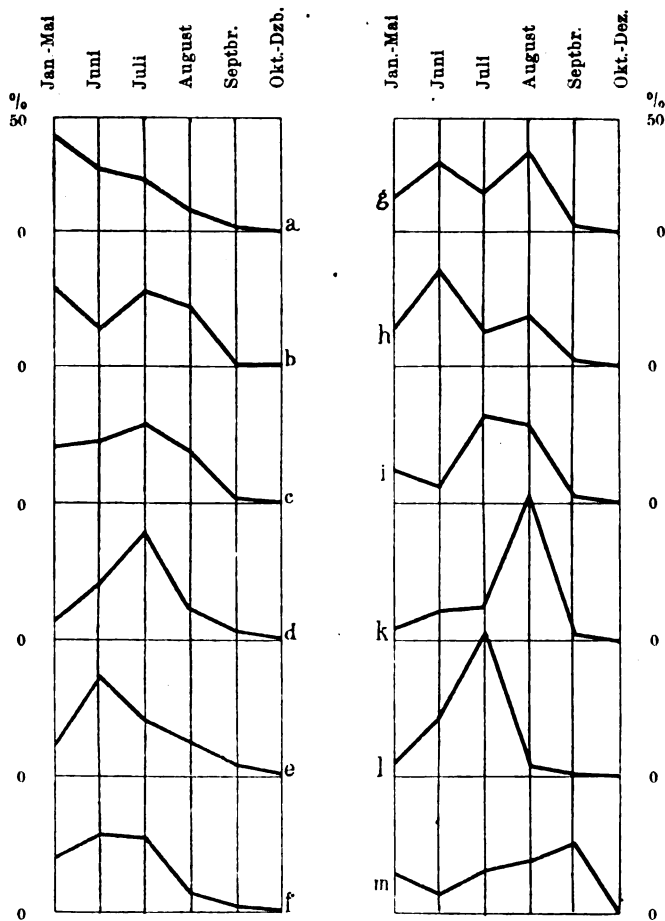 Jan.-Mai Juni Juli August Septbr. Okt.-Dzb.
Jan.-Mai Juni Juli August Septbr. Okt.-Dez.
% %
50 50
g
0 a 0
h
0 b 0
i
0 c 0
0 d k 0
0 e l 0
m
0 f 0